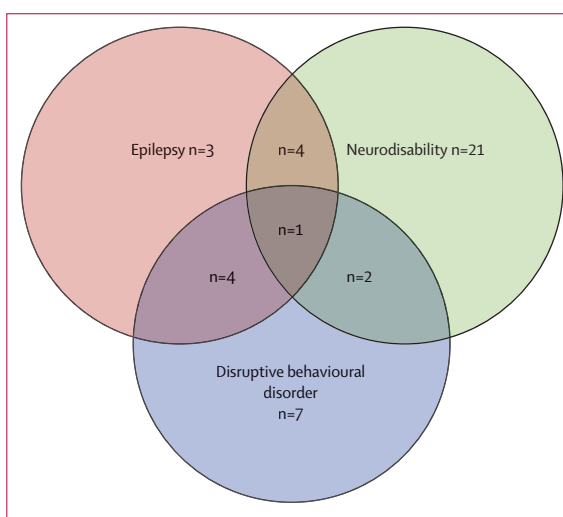 Epilepsy n=3
n=4
Neurodisability n=21
n=1
n=4
n=2
Disruptive behavioural
disorder
n=7